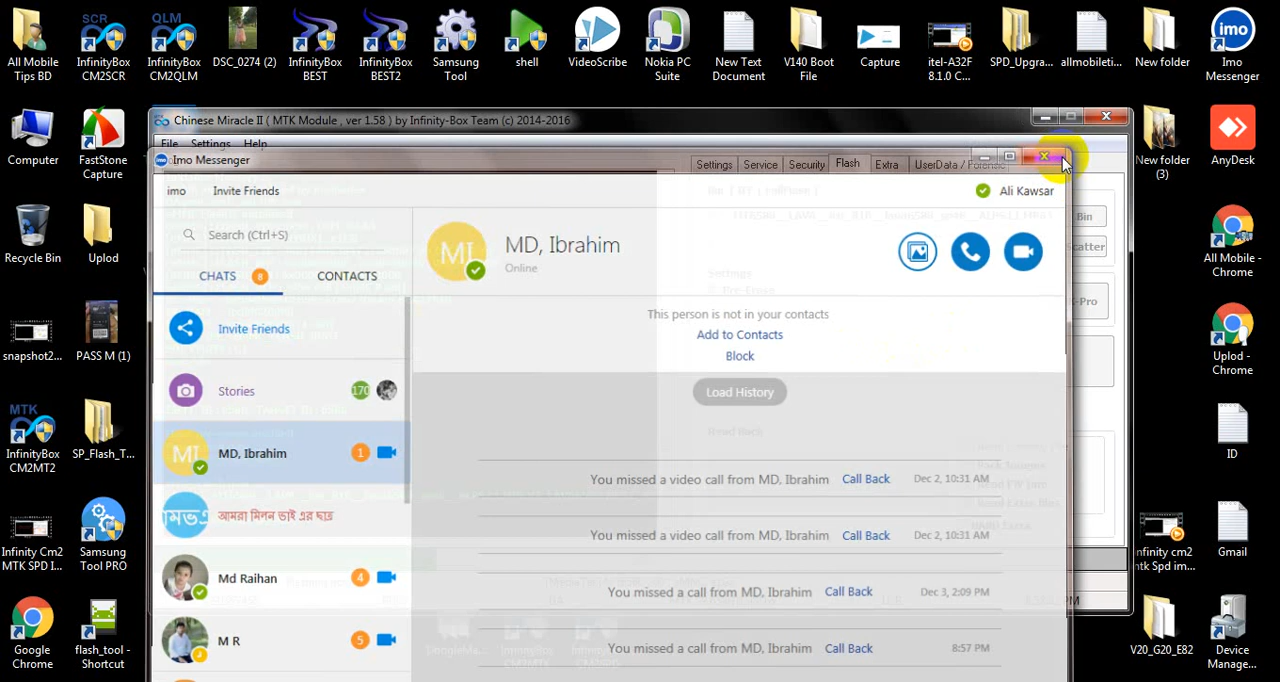 All Mobile
Tips BD
InfinityBox
CM2SCR
InfinityBox
CM2QLM
DSC_0274 (2)
InfinityBox
BEST
InfinityBox
BEST2
Samsung
Tool
shell
VideoScribe
Nokia PC
Suite
New Text
Document
V140 Boot
File
Capture
itel-A32F
8.1.0 C...
SPD_Upgra...
allmobileti...
New folder
Imo
Messenger
Computer
FastStone
Capture
New folder
(3)
AnyDesk
Recycle Bin
Uplod
All Mobile -
Chrome
snapshot2...
PASS M (1)
Uplod -
Chrome
InfinityBox
CM2MT2
SP_Flash_T...
ID
Infinity Cm2
MTK SPD I...
Samsung
Tool PRO
Infinity cm2
mtk Spd im...
Gmail
Google
Chrome
flash_tool -
Shortcut
V20_G20_E82
Device
Manage...
Chinese Miracle II ( MTK Module , ver 1.58 ) by Infinity-Box Team (c) 2014-2016
File Settings Help
Imo Messenger
Settings Service Security Flash Extra UserData / Forensic
imo Invite Friends
Ali Kawsar
Bin
Scatter
Search (Ctrl+S)
MI
MD, Ibrahim
Online
Settings
CHATS 8 CONTACTS
This person is not in your contacts
Add to Contacts
Block
Invite Friends
Stories 170
Load History
MI MD, Ibrahim 1
You missed a video call from MD, Ibrahim Call Back Dec 2, 10:31 AM
আমরা মিলন ভাই এর ছাত্র
You missed a video call from MD, Ibrahim Call Back Dec 2, 10:31 AM
Md Raihan 4
You missed a call from MD, Ibrahim Call Back Dec 3, 2:09 PM
M R 5
You missed a call from MD, Ibrahim Call Back 8:57 PM